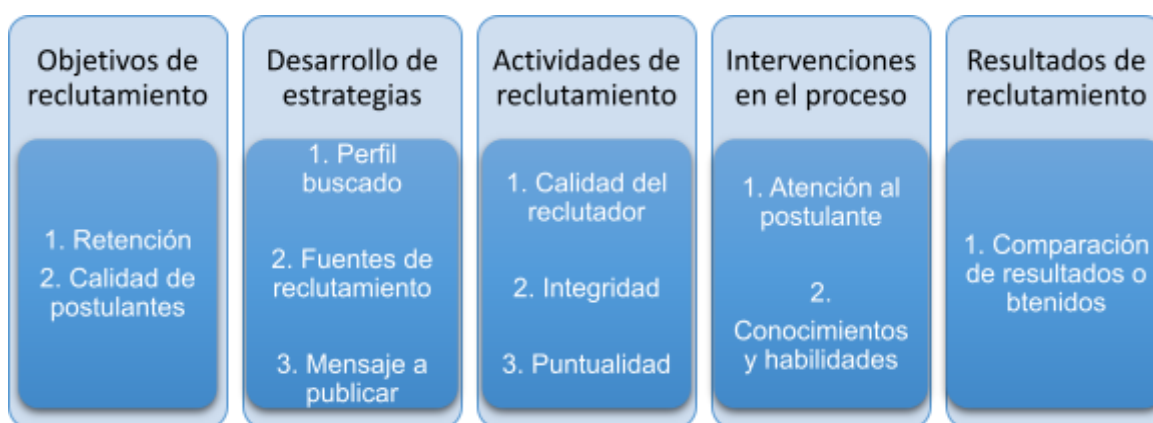 Objetivos de
reclutamiento
1. Retención
2. Calidad de
postulantes
Desarrollo de
estrategias
1. Perfil
buscado
2. Fuentes de
reclutamiento
3. Mensaje a
publicar
Actividades de
reclutamiento
1. Calidad del
reclutador
2. Integridad
3. Puntualidad
Intervenciones
en el proceso
1. Atención al
postulante
2.
Conocimientos
y habilidades
Resultados de
reclutamiento
1. Comparación
de resultados o
btenidos